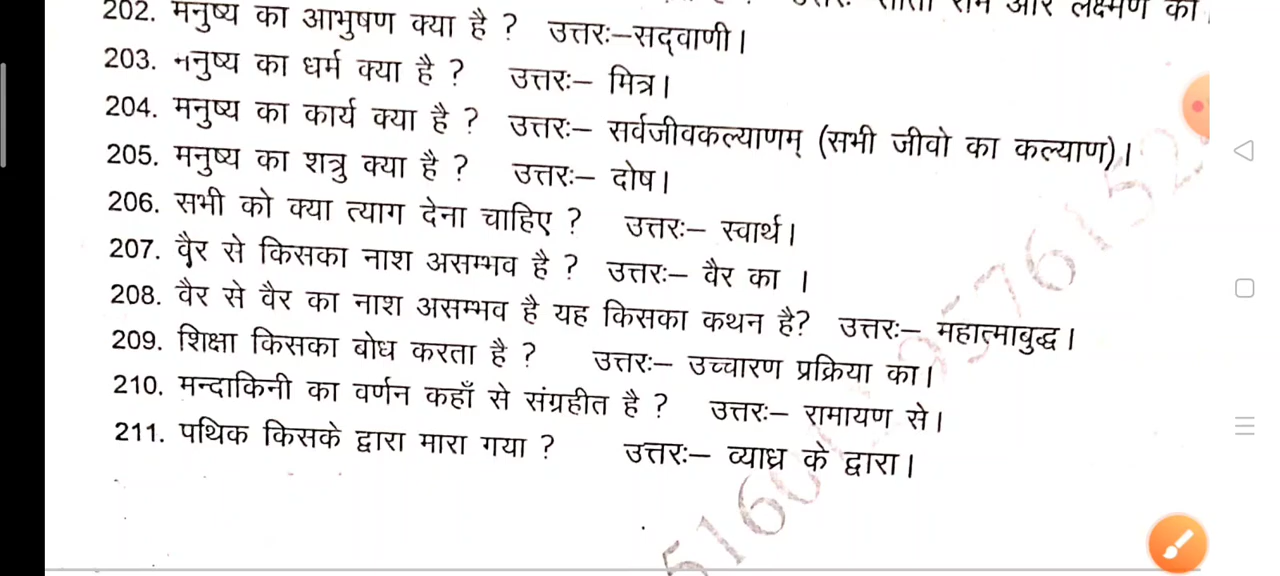 202. मनुष्य का आभुषण क्या है ? उत्तरः–सद्वाणी।
203. मनुष्य का धर्म क्या है ? उत्तरः– मित्र।
204. मनुष्य का कार्य क्या है ? उत्तरः– सर्वजीवकल्याणम् (सभी जीवो का कल्याण)।
205. मनुष्य का शत्रु क्या है ? उत्तरः– दोष।
206. सभी को क्या त्याग देना चाहिए ? उत्तरः– स्वार्थ।
207. वैर से किसका नाश असम्भव है ? उत्तरः– वैर का ।
208. वैर से वैर का नाश असम्भव है यह किसका कथन है? उत्तरः– महात्माबुद्ध।
209. शिक्षा किसका बोध करता है ? उत्तरः– उच्चारण प्रक्रिया का।
210. मन्दाकिनी का वर्णन कहाँ से संग्रहीत है ? उत्तरः– रामायण से।
211. पथिक किसके द्वारा मारा गया ? उत्तरः– व्याध्र के द्वारा।